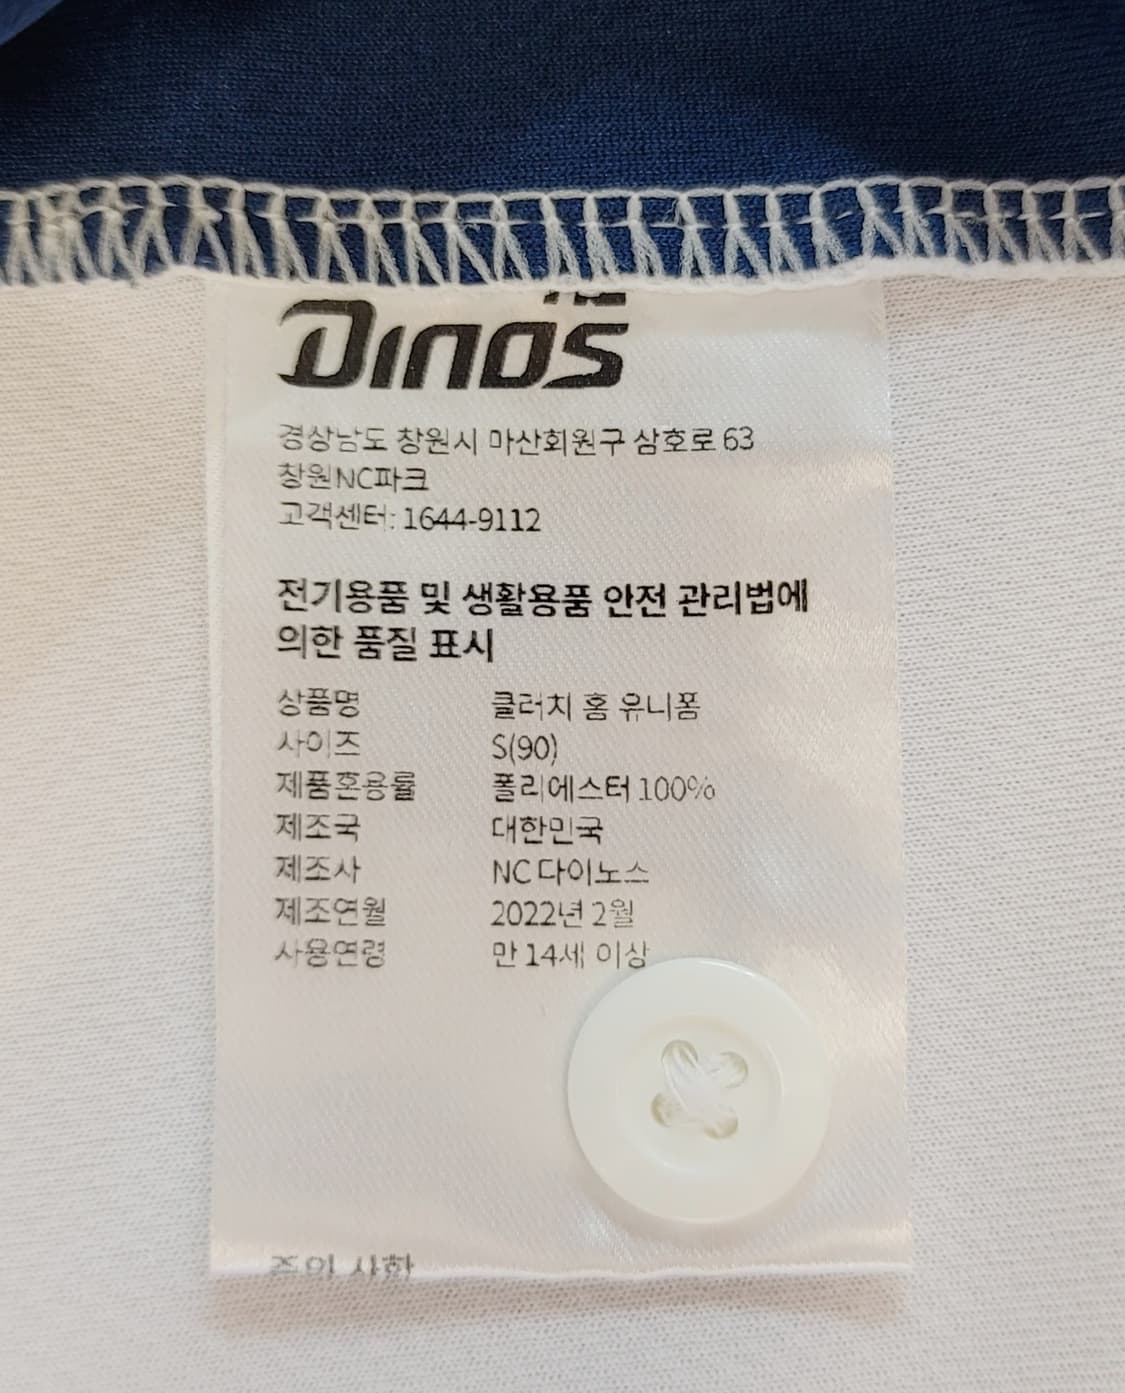 Dinos
경상남도 창원시 마산회원구 삼호로 63
창원NC파크
고객센터: 1644-9112
전기용품 및 생활용품 안전 관리법에
의한 품질 표시
상품명 클러치 홈 유니폼
사이즈 S(90)
제품혼용률 폴리에스터 100%
제조국 대한민국
제조사 NC 다이노스
제조연월 2022년 2월
사용연령 만 14세 이상